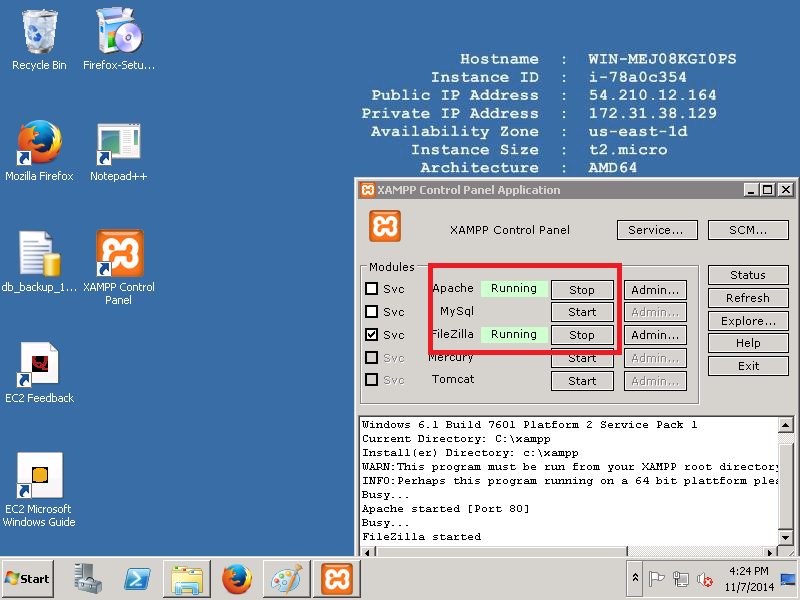 Recycle Bin
Firefox-Setu...
Mozilla Firefox
Notepad++
db_backup_1...
XAMPP Control
Panel
EC2 Feedback
EC2 Microsoft
Windows Guide
Hostname : WIN-MEJ08KGI0PS
Instance ID : i-78a0c354
Public IP Address : 54.210.12.164
Private IP Address : 172.31.38.129
Availability Zone : us-east-1d
Instance Size : t2.micro
Architecture : AMD64
XAMPP Control Panel Application
XAMPP Control Panel
Service...
SCM...
Modules
Svc Apache Running Stop Admin...
Svc MySql Start Admin...
Svc FileZilla Running Stop Admin...
Svc Mercury Start Admin...
Svc Tomcat Start Admin...
Status
Refresh
Explore...
Help
Exit
Windows 6.1 Build 7601 Platform 2 Service Pack 1
Current Directory: C:\xampp
Install(er) Directory: c:\xampp
WARN:This program must be run from your XAMPP root directory
INFO:Perhaps this program running on a 64 bit plattform plea
Busy...
Apache started [Port 80]
Busy...
FileZilla started
Start
4:24 PM
11/7/2014